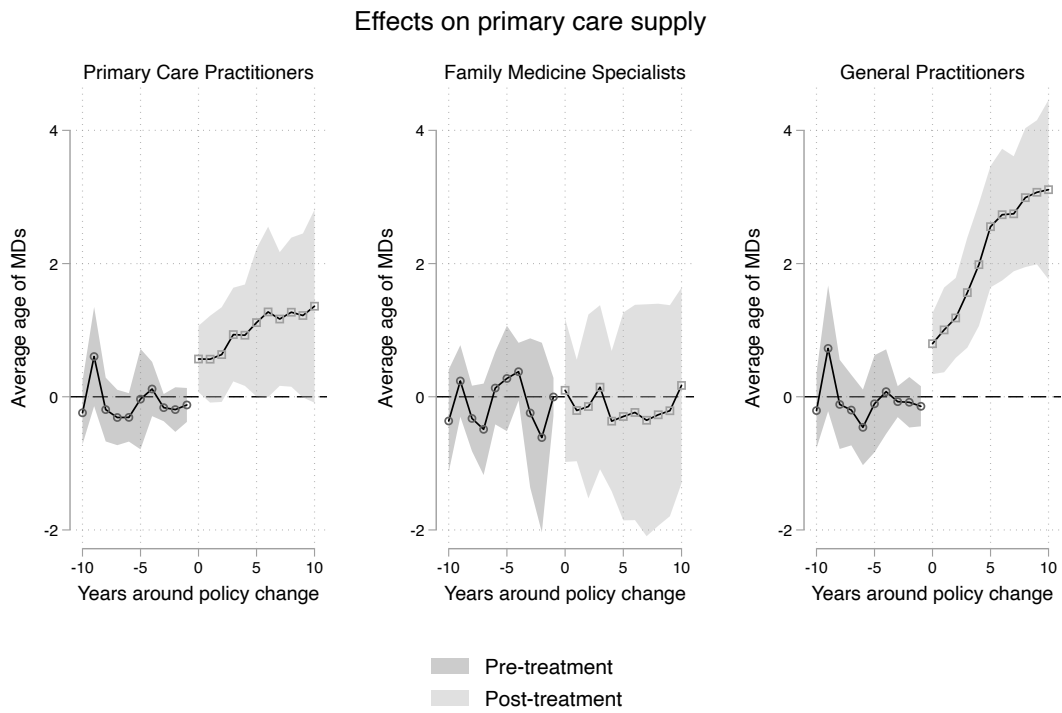 Effects on primary care supply
Primary Care Practitioners
Average age of MDs
4
2
0
-2
-10 -5 0 5 10
Years around policy change
Family Medicine Specialists
Average age of MDs
4
2
0
-2
-10 -5 0 5 10
Years around policy change
General Practitioners
Average age of MDs
4
2
0
-2
-10 -5 0 5 10
Years around policy change
Pre-treatment
Post-treatment